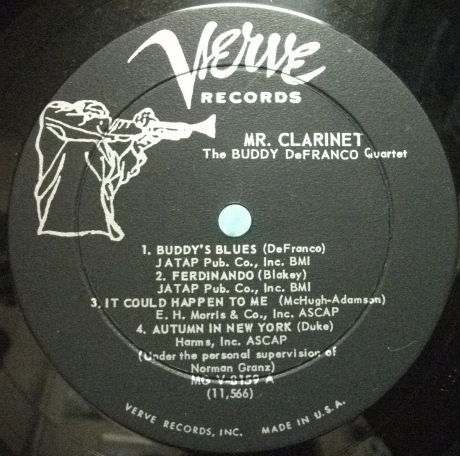 Verve
RECORDS
MR. CLARINET
The BUDDY DeFRANCO Quartet
1. BUDDY'S BLUES (DeFranco)
JATAP Pub. Co., Inc. BMI
2. FERDINANDO (Blakey)
JATAP Pub. Co., Inc. BMI
3. IT COULD HAPPEN TO ME (McHugh-Adamson)
E. H. Morris & Co., Inc. ASCAP
4. AUTUMN IN NEW YORK (Duke)
Harms, Inc. ASCAP
(Under the personal supervision of
Norman Granz)
MG V-8159 A
(11,566)
VERVE RECORDS, INC. MADE IN U.S.A.